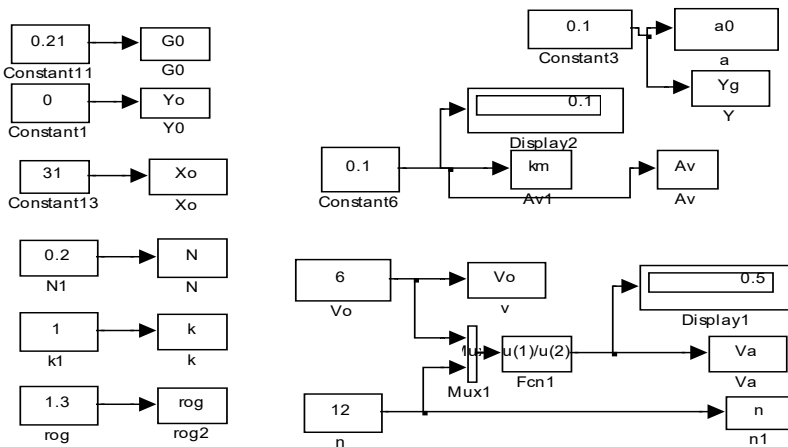 0.21
G0
Constant11
G0
0
Yo
Constant1
Y0
31
Xo
Constant13
Xo
0.2
N
N1
N
1
k
k1
k
1.3
rog
rog
rog2
0.1
a0
Constant3
a
Yg
Y
0.1
Display2
0.1
km
Av
Constant6
Av1
Av
6
Vo
Vo
v
0.5
Display1
u(1)/u(2)
Mux1
Fcn1
Va
Va
12
n
n
n1